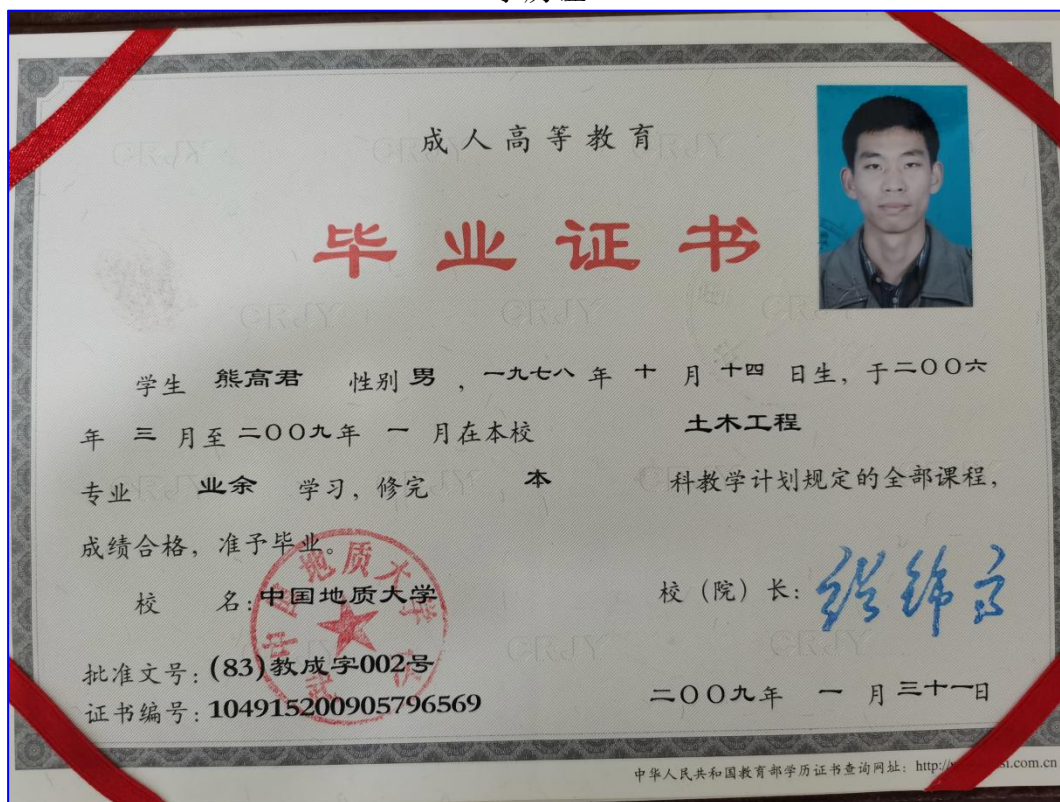 成人高等教育
毕业证书
学生 熊高君 性别 男 ，一九七八 年 十 月 十四 日生，于二〇〇六
年 三 月至 二〇〇九年 一 月在本校 土木工程
专业 业余 学习，修完 本 科教学计划规定的全部课程，
成绩合格，准予毕业。
校 名：中国地质大学
校（院）长：
批准文号：(83)教成字002号
证书编号：104915200905796569
二〇〇九年 一 月 三十一日
中华人民共和国教育部学历证书查询网址：http://
si.com.cn
CRJY